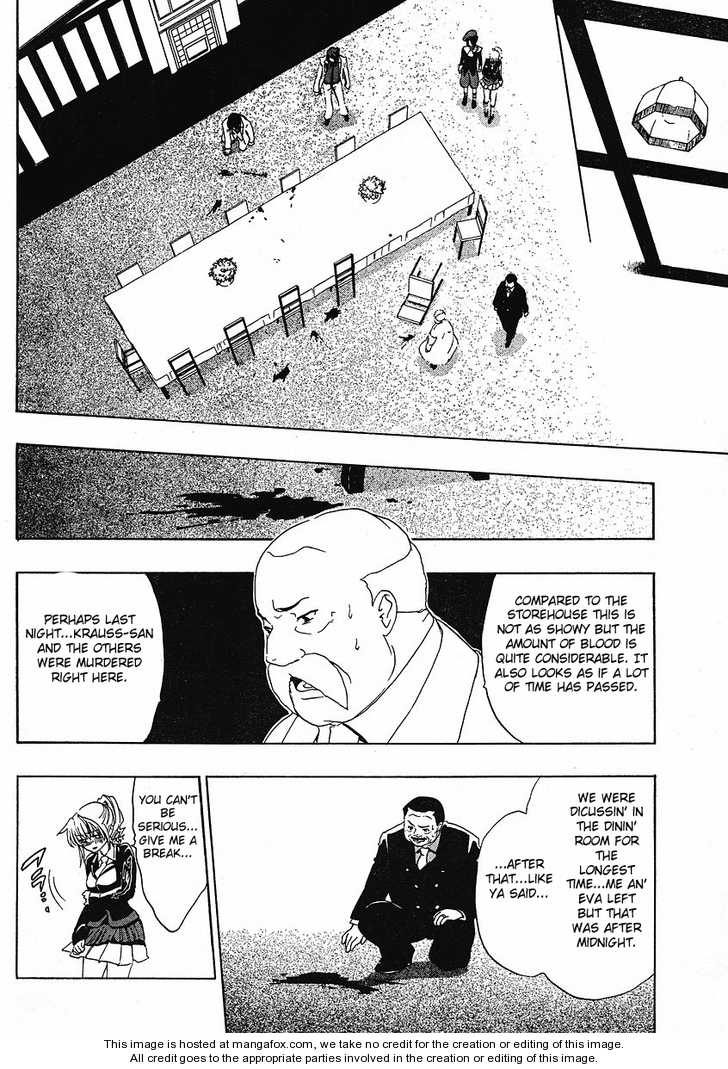 COMPARED TO THE
STOREHOUSE THIS IS
NOT AS SHOWY BUT THE
AMOUNT OF BLOOD IS
QUITE CONSIDERABLE. IT
ALSO LOOKS AS IF A LOT
OF TIME HAS PASSED.
PERHAPS LAST
NIGHT...KRAUSS-SAN
AND THE OTHERS
WERE MURDERED
RIGHT HERE.
WE WERE
DICUSSIN' IN
THE DININ'
ROOM FOR
THE
LONGEST
TIME...ME AN'
EVA LEFT
BUT THAT
WAS AFTER
MIDNIGHT.
...AFTER
THAT...LIKE
YA SAID...
YOU CAN'T
BE
SERIOUS...
GIVE ME A
BREAK...
This image is hosted at mangafox.com, we take no credit for the creation or editing of this image.
All credit goes to the appropriate parties involved in the creation or editing of this image.